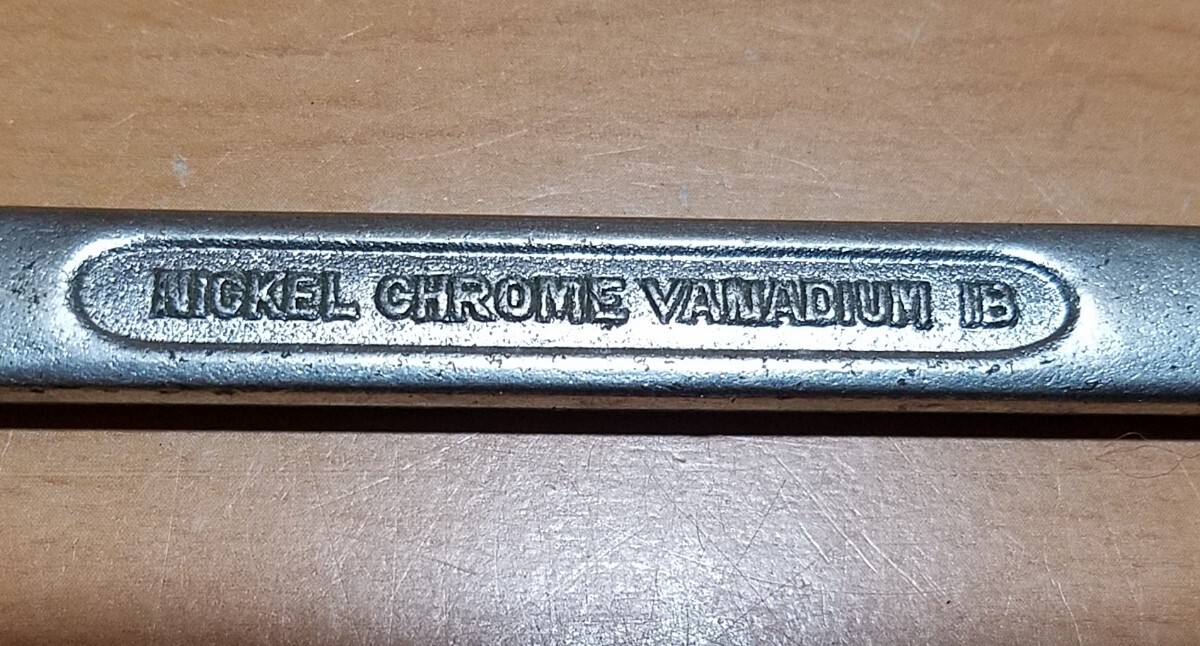 NICKEL CHROME VANADIUM IB